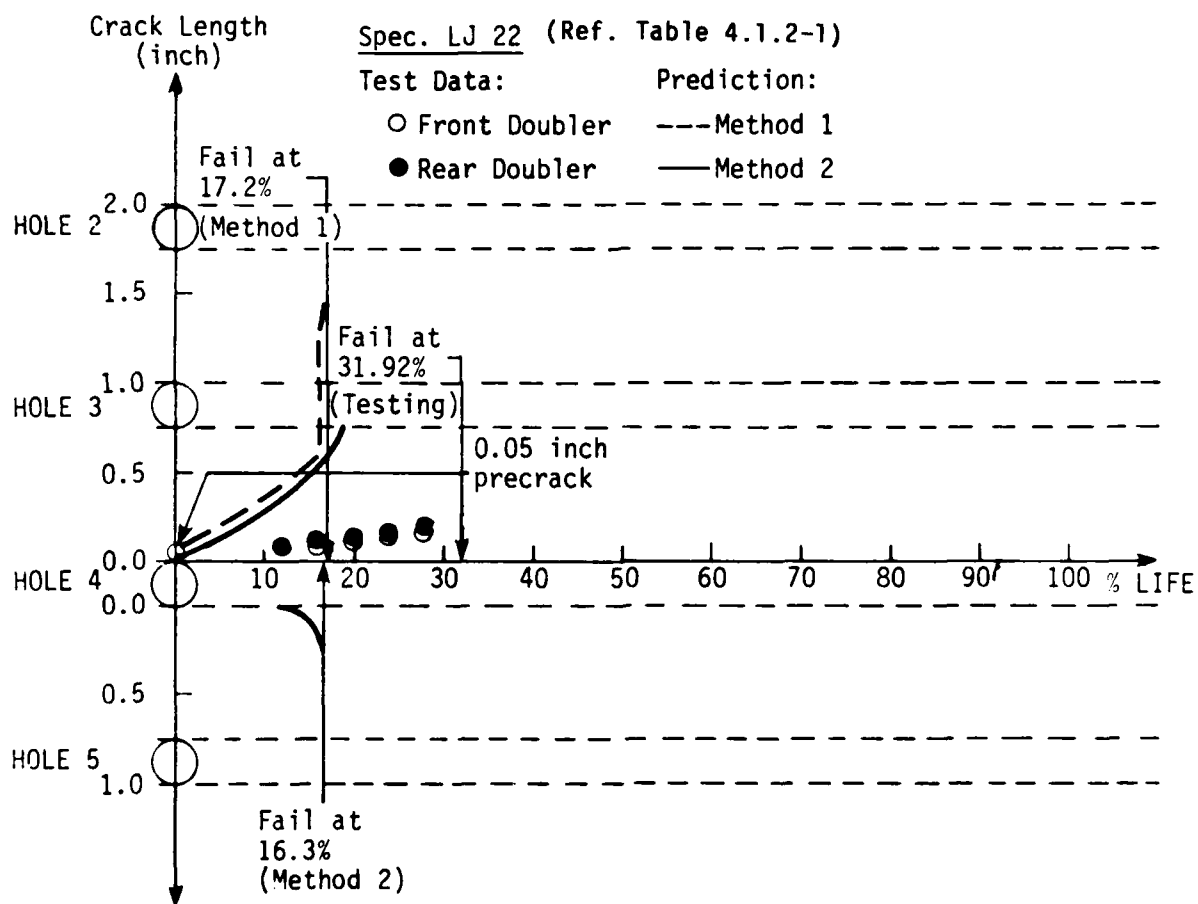 Crack Length
(inch)
Spec. LJ 22 (Ref. Table 4.1.2-1)
Test Data: Prediction:
○ Front Doubler ---Method 1
● Rear Doubler —Method 2
Fail at
17.2%
(Method 1)
2.0
HOLE 2
1.5
Fail at
31.92%
(Testing)
1.0
HOLE 3
0.5
0.05 inch
precrack
0.0
HOLE 4
10 20 30 40 50 60 70 80 90 100 % LIFE
0.0
0.5
HOLE 5
1.0
Fail at
16.3%
(Method 2)